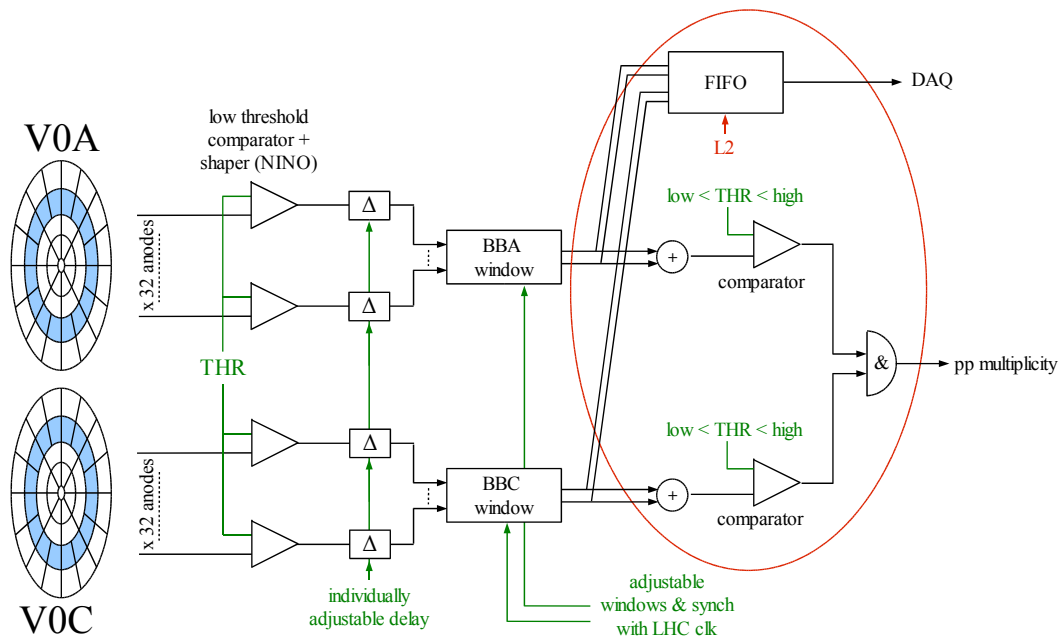 V0A
low threshold
comparator +
shaper (NINO)
x 32 anodes
Δ
Δ
BBA
window
FIFO
DAQ
L2
low < THR < high
+
comparator
THR
&
pp multiplicity
V0C
x 32 anodes
Δ
Δ
BBC
window
low < THR < high
+
comparator
individually
adjustable delay
adjustable
windows & synch
with LHC clk